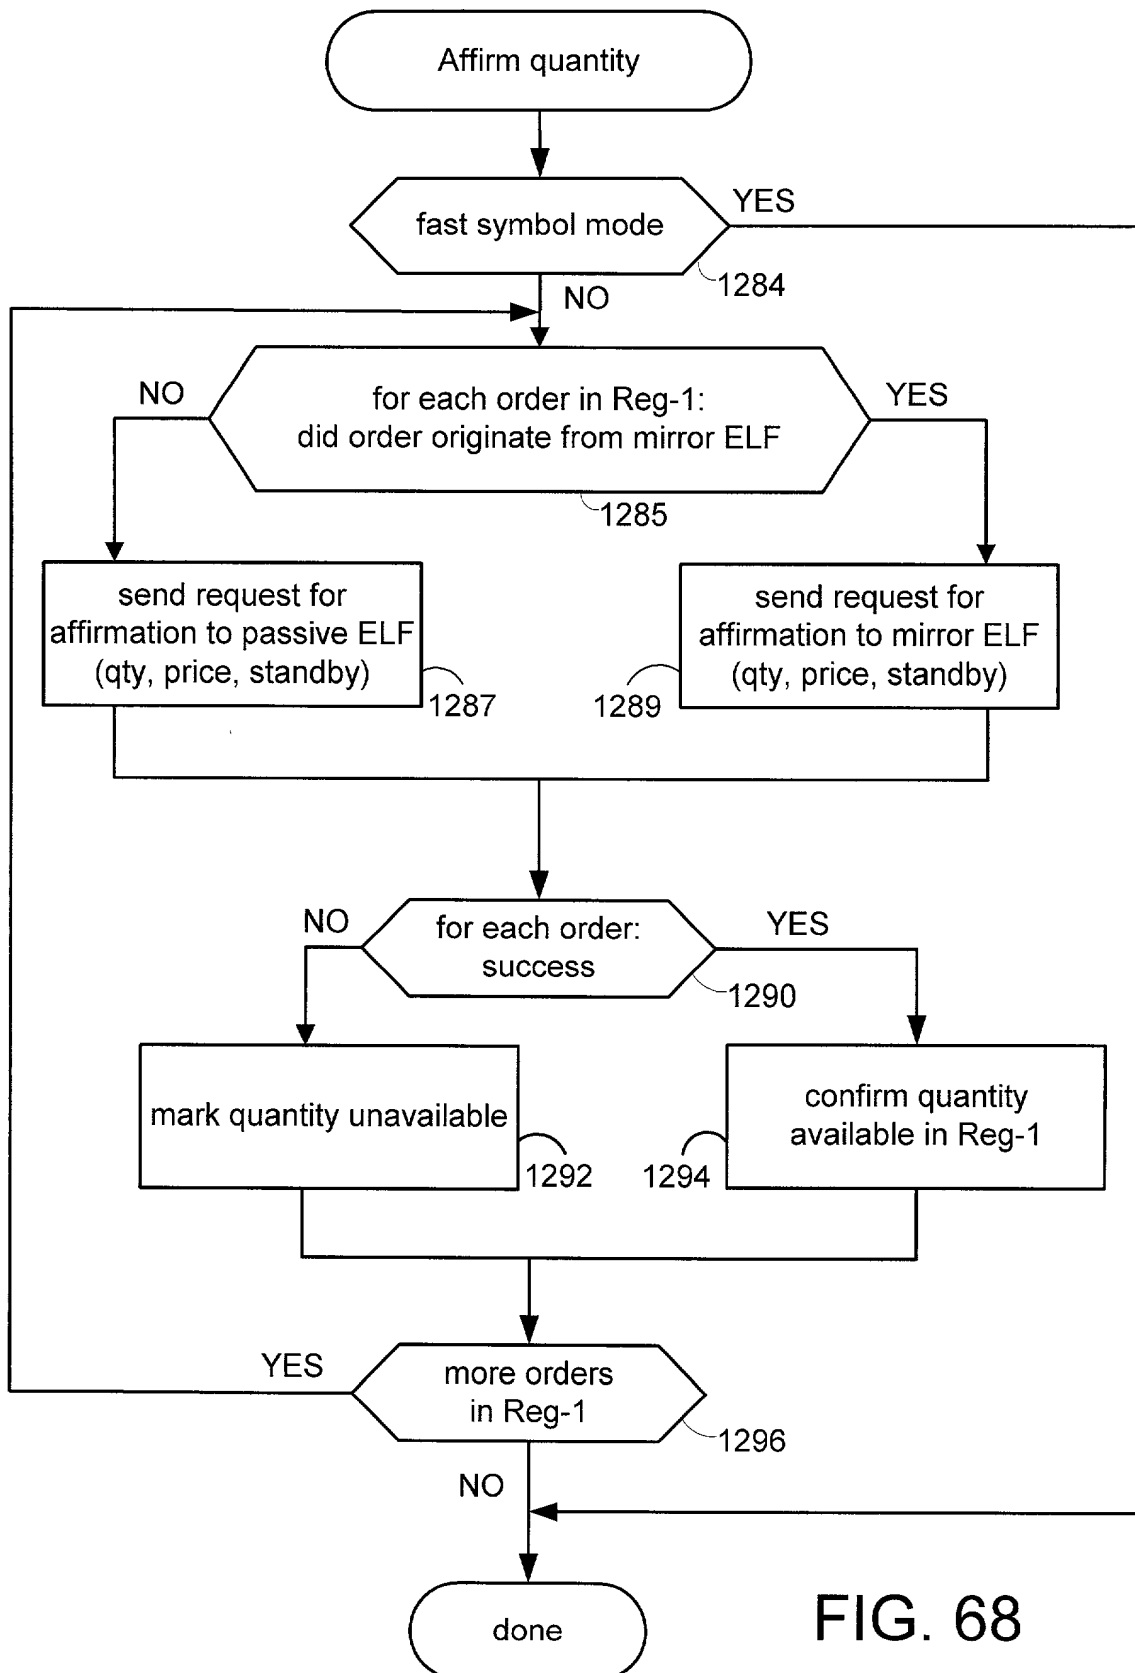 Affirm quantity
fast symbol mode
YES
1284
NO
NO
for each order in Reg-1:
did order originate from mirror ELF
YES
1285
send request for
affirmation to passive ELF
(qty, price, standby)
1287
send request for
affirmation to mirror ELF
(qty, price, standby)
1289
NO
for each order:
success
YES
1290
mark quantity unavailable
1292
confirm quantity
available in Reg-1
1294
YES
more orders
in Reg-1
1296
NO
done
FIG. 68